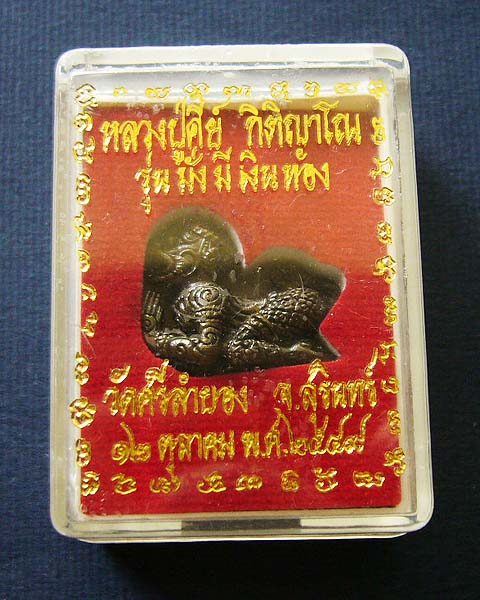 หลวงปู่ศีย์ กิติญาโณ
รุ่น มั่ง มี เงิน ทอง
วัดศรีลำยอง จ.สุรินทร์
๑๒ ตุลาคม พ.ศ.๒๕๔๗